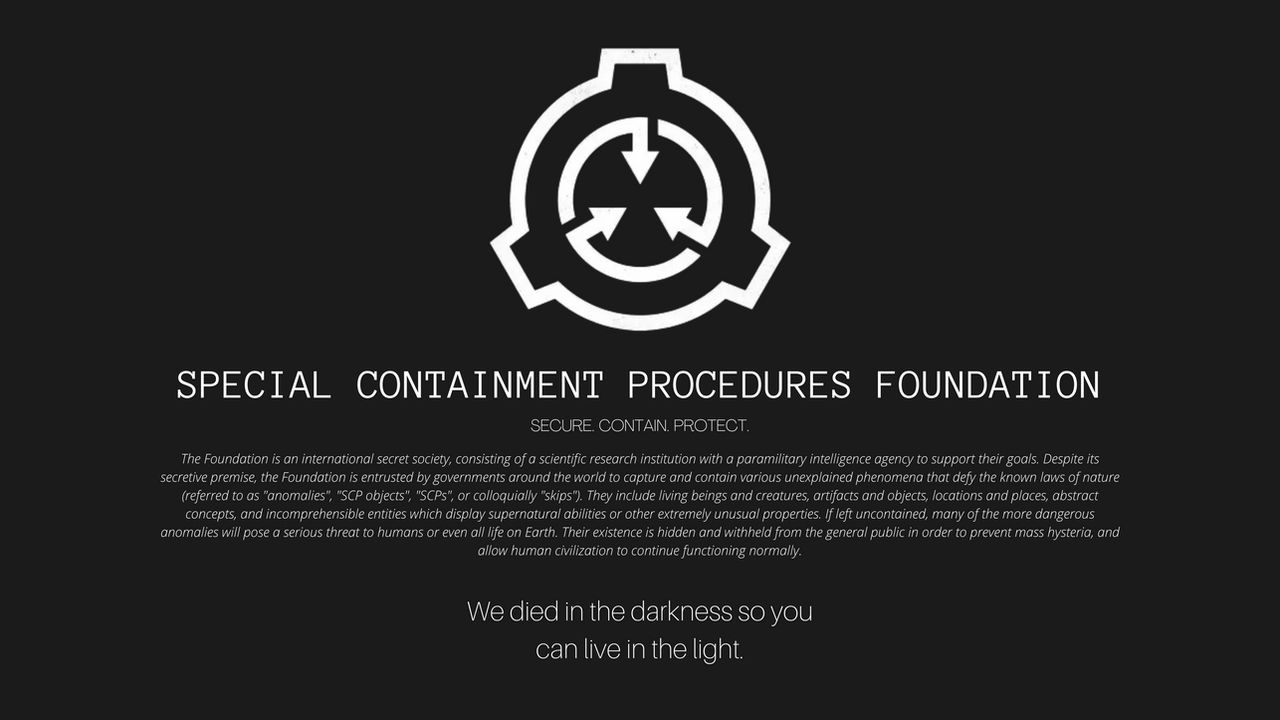 SPECIAL CONTAINMENT PROCEDURES FOUNDATION
SECURE. CONTAIN. PROTECT.
The Foundation is an international secret society, consisting of a scientific research institution with a paramilitary intelligence agency to support their goals. Despite its
secretive premise, the Foundation is entrusted by governments around the world to capture and contain various unexplained phenomena that defy the known laws of nature
(referred to as "anomalies", "SCP objects", "SCPs", or colloquially "skips"). They include living beings and creatures, artifacts and objects, locations and places, abstract
concepts, and incomprehensible entities which display supernatural abilities or other extremely unusual properties. If left uncontained, many of the more dangerous
anomalies will pose a serious threat to humans or even all life on Earth. Their existence is hidden and withheld from the general public in order to prevent mass hysteria, and
allow human civilization to continue functioning normally.
We died in the darkness so you
can live in the light.